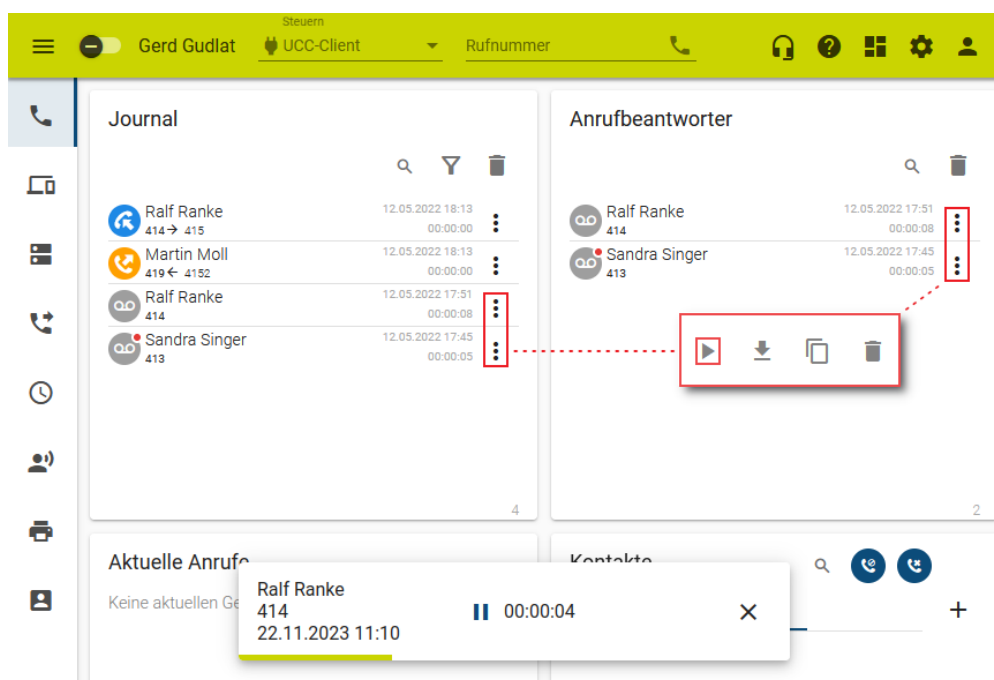 Steuern
Gerd Gudlat
UCC-Client
Rufnummer
Journal
Ralf Ranke
12.05.2022 18:13
414 → 415
00:00:00
Martin Moll
12.05.2022 18:13
419 ← 4152
00:00:00
Ralf Ranke
12.05.2022 17:51
414
00:00:08
Sandra Singer
12.05.2022 17:45
413
00:00:05
4
Anrufbeantworter
Ralf Ranke
12.05.2022 17:51
414
00:00:08
Sandra Singer
12.05.2022 17:45
413
00:00:05
2
Aktuelle Anrufe
Keine aktuellen Ge
Kontakte
Ralf Ranke
414
00:00:04
22.11.2023 11:10